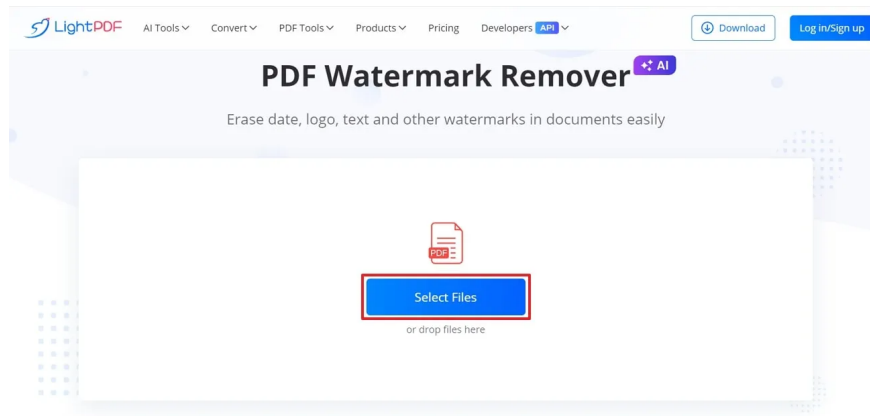 LightPDF AI Tools Convert PDF Tools Products Pricing Developers API Download Log in/Sign up
PDF Watermark Remover AI
Erase date, logo, text and other watermarks in documents easily
PDF
Select Files
or drop files here